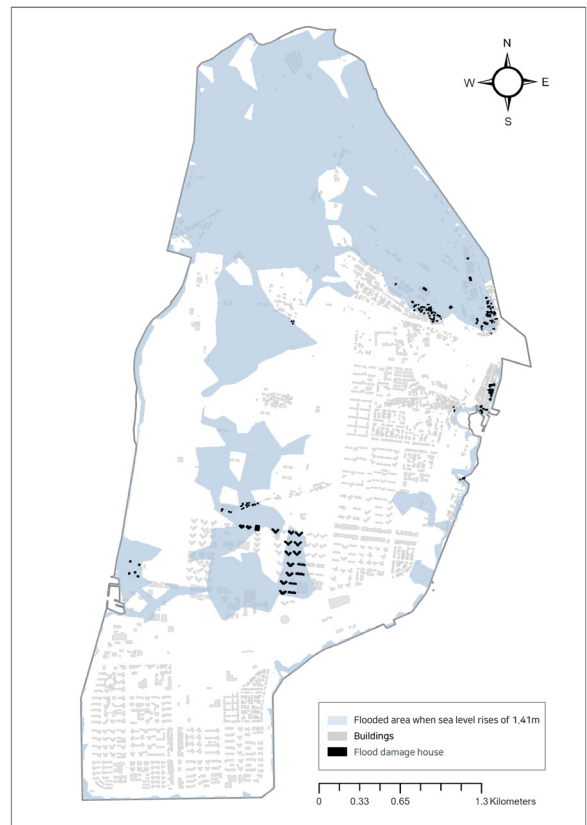 N
W E
S
Flooded area when sea level rises of 1,41m
Buildings
Flood damage house
0 0.33 0.65 1.3 Kilometers